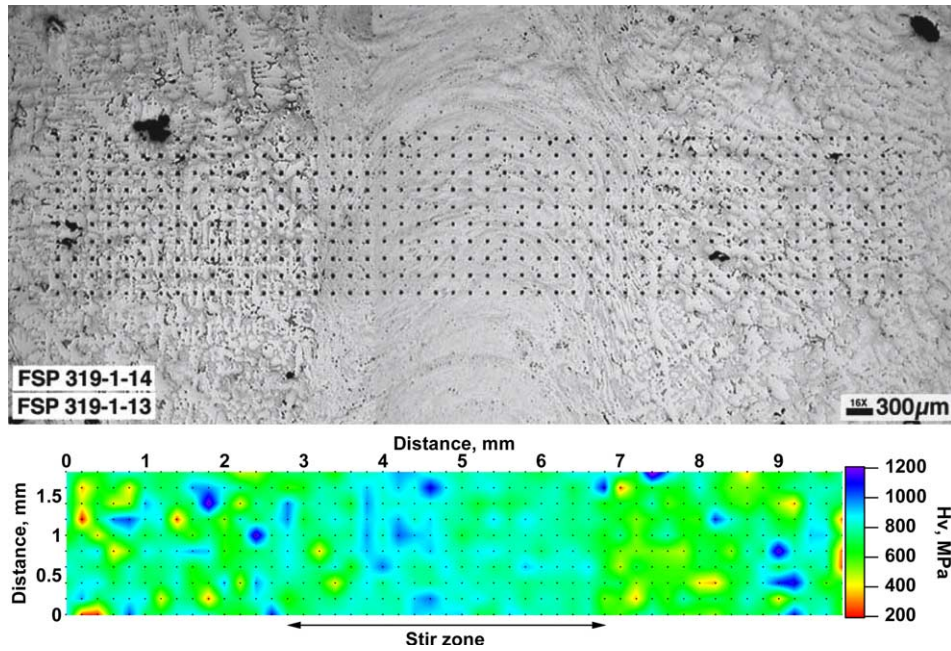 FSP 319-1-14
FSP 319-1-13
16X
300µm
Distance, mm
0 1 2 3 4 5 6 7 8 9
Distance, mm
1.5
1
0.5
0
1200
1000
800
600
400
200
Hv, MPa
Stir zone